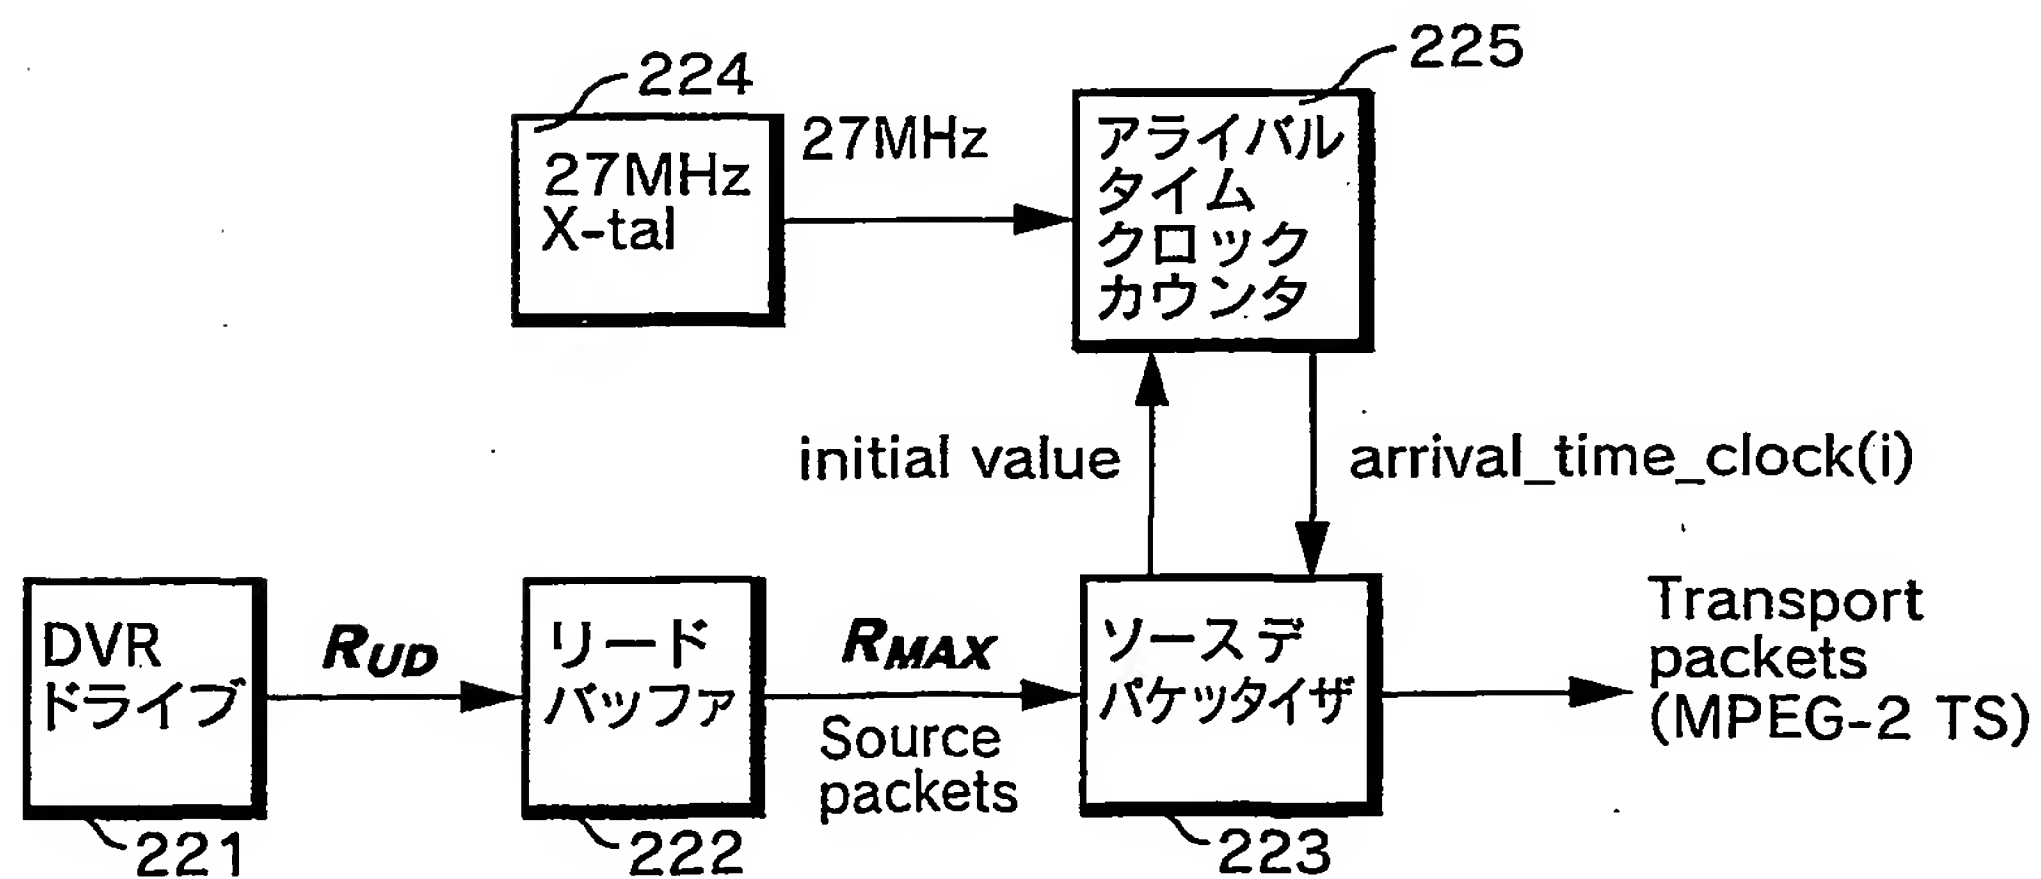 225
224
27MHz
X-tal
27MHz
アライバル
タイム
クロック
カウンタ
initial value
arrival_time_clock(i)
DVR
ドライブ
RUD
リード
バッファ
RMAX
Source
packets
ソースデ
パケッタイザ
Transport
packets
(MPEG-2 TS)
221
222
223